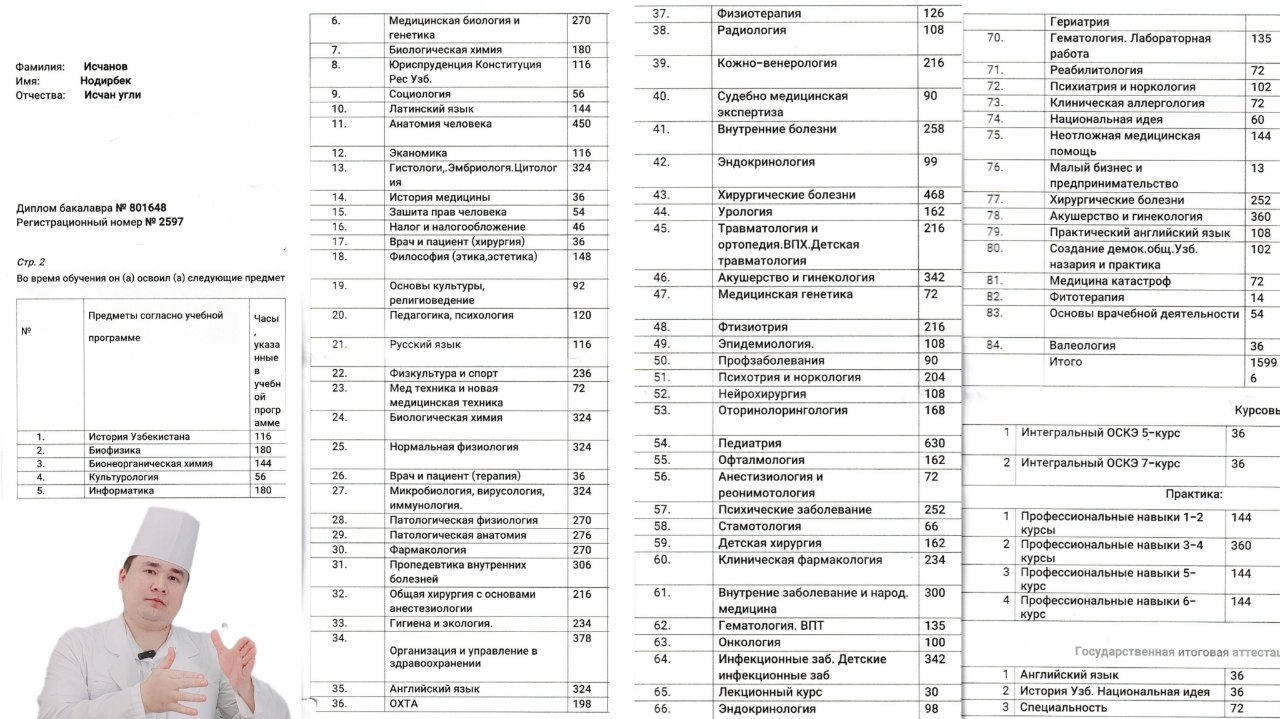 Фамилия: Исчанов
Имя: Нодирбек
Отчества: Исчан угли
Диплом бакалавра № 801648
Регистрационный номер № 2597
Стр. 2
Во время обучения он (а) освоил (а) следующие предмет
№ Предметы согласно учебной программе Часы, указанные в учебной программе
1. История Узбекистана 116
2. Биофизика 180
3. Бионеорганическая химия 144
4. Культурология 56
5. Информатика 180
6. Медицинская биология и
генетика 270
7. Биологическая химия 180
8. Юриспруденция Конституция
Рес Узб. 116
9. Социология 56
10. Латинский язык 144
11. Анатомия человека 450
12. Эканомика 116
13. Гистологи,.Эмбриологя.Цитолог
ия 324
14. История медицины 36
15. Зашита прав человека 54
16. Налог и налогообложение 46
17. Врач и пациент (хирургия) 36
18. Философия (этика,эстетика) 148
19. Основы культуры,
религиоведение 92
20. Педагогика, психология 120
21. Русский язык 116
22. Физкультура и спорт 236
23. Мед техника и новая
медицинская техника 72
24. Биологическая химия 324
25. Нормальная физиология 324
26. Врач и пациент (терапия) 36
27. Микробиология, вирусология,
иммунология. 324
28. Патологическая физиология 270
29. Патологическая анатомия 276
30. Фармакология 270
31. Пропедевтика внутренних
болезней 306
32. Общая хирургия с основами
анестезиологии 216
33. Гигиена и экология. 234
34. Организация и управление в
здравоохранении 378
35. Английский язык 324
36. ОХТА 198
37. Физиотерапия 126
38. Радиология 108
39. Кожно-венерология 216
40. Судебно медицинская
экспертиза 90
41. Внутренние болезни 258
42. Эндокринология 99
43. Хирургические болезни 468
44. Урология 162
45. Травматология и
ортопедия.ВПХ.Детская
травматология 216
46. Акушерство и гинекология 342
47. Медицинская генетика 72
48. Фтизиотрия 216
49. Эпидемиология. 108
50. Профзаболевания 90
51. Психотрия и норкология 204
52. Нейрохирургия 108
53. Оторинолорингология 168
54. Педиатрия 630
55. Офталмология 162
56. Анестизиология и
реонимотология 72
57. Психические заболевание 252
58. Стамотология 66
59. Детская хирургия 162
60. Клиническая фармакология 234
61. Внутрение заболевание и народ.
медицина 300
62. Гематология. ВПТ 135
63. Онкология 100
64. Инфекционные заб. Детские
инфекционные заб 342
65. Лекционный курс 30
66. Эндокринология 98
Гериатрия
70. Гематология. Лабораторная
работа 135
71. Реабилитология 72
72. Психиатрия и норкология 102
73. Клиническая аллергология 72
74. Национальная идея 60
75. Неотложная медицинская
помощь 144
76. Малый бизнес и
предпринимательство 13
77. Хирургические болезни 252
78. Акушерство и гинекология 360
79. Практический английский язык 108
80. Создание демок.общ.Узб.
назария и практика 102
81. Медицина катастроф 72
82. Фитотерапия 14
83. Основы врачебной деятельности 54
84. Валеология 36
Итого 1599
6
Курсовы
1 Интегральный ОСКЭ 5-курс 36
2 Интегральный ОСКЭ 7-курс 36
Практика:
1 Профессиональные навыки 1-2
курсы 144
2 Профессиональные навыки 3-4
курсы 360
3 Профессиональные навыки 5-
курс 144
4 Профессиональные навыки 6-
курс 144
Государственная итоговая аттестац
1 Английский язык 36
2 История Узб. Национальная идея 36
3 Специальность 72